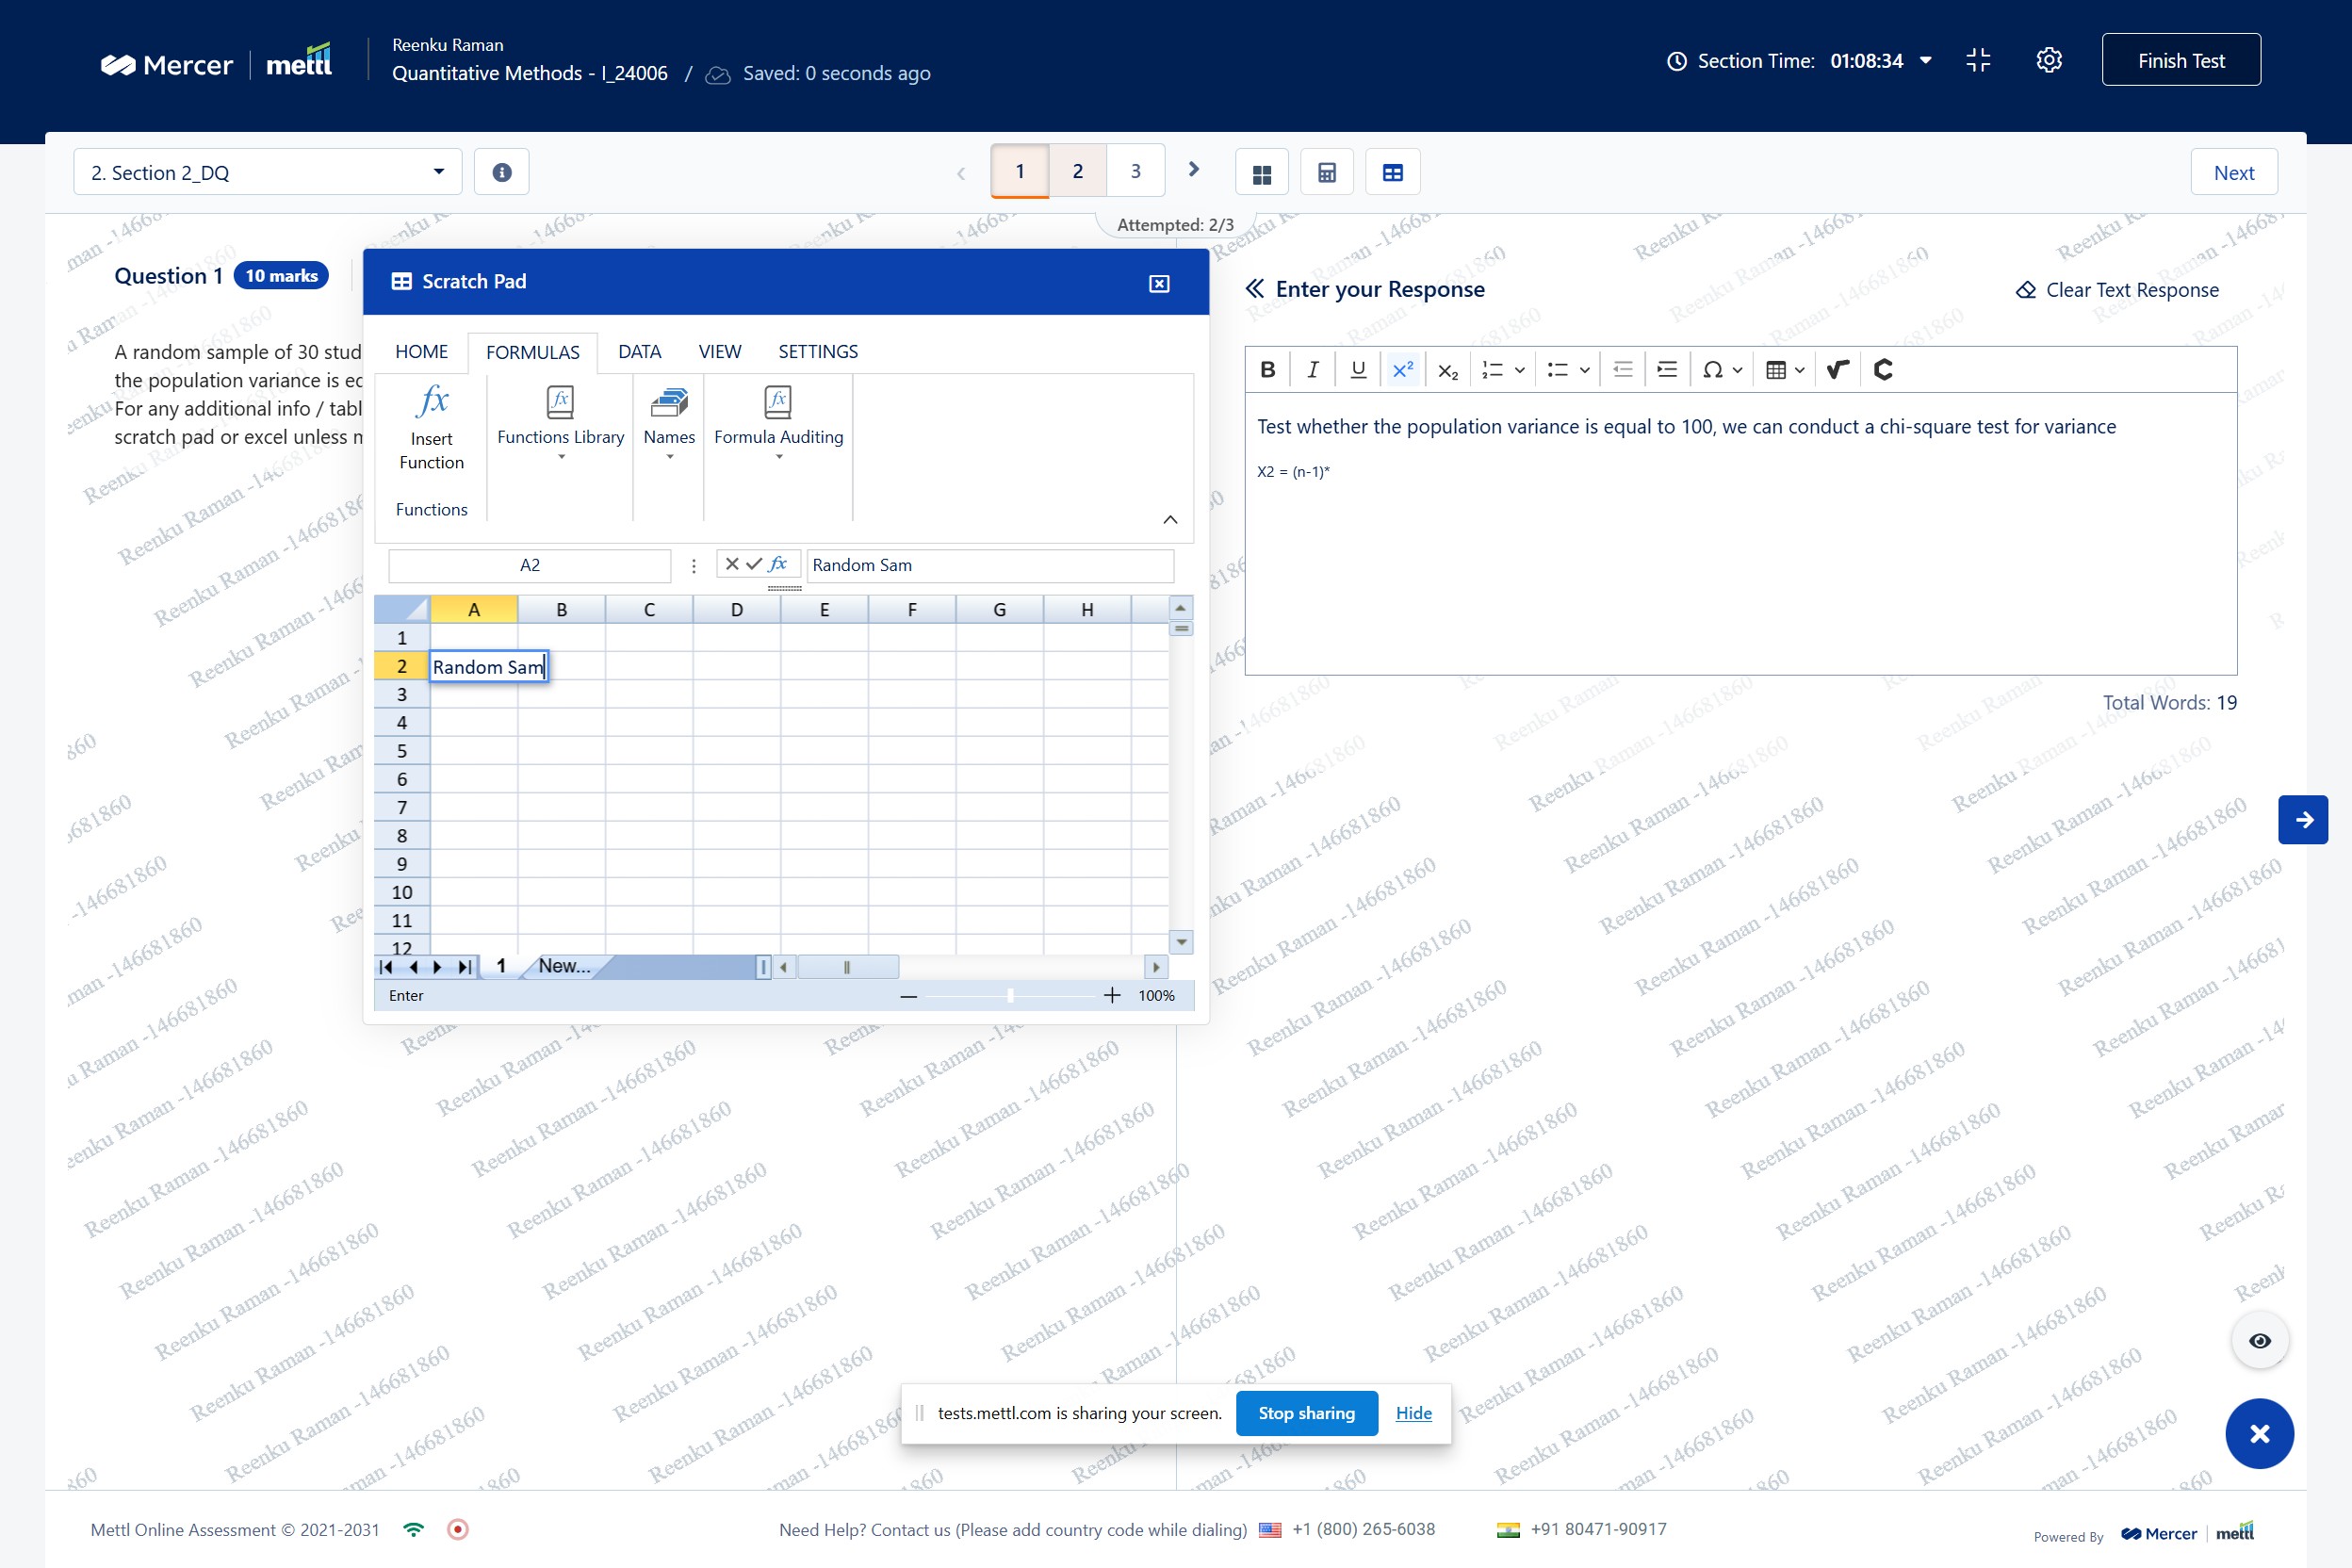 Mercer | mettl
Reenku Raman
Quantitative Methods - I_24006 / Saved: 0 seconds ago
Section Time: 01:08:34
Finish Test
2. Section 2_DQ
1 2 3
Next
Attempted: 2/3
Question 1 10 marks
A random sample of 30 stud
the population variance is
For any additional info / tabl
scratch pad or excel unless
Scratch Pad
HOME FORMULAS DATA VIEW SETTINGS
fx
Insert
Function
Functions Library
Names
Formula Auditing
Functions
A2
fx
Random Sam
A B C D E F G H
1
2 Random Sam
3
4
5
6
7
8
9
10
11
12
1 New...
Enter
100%
Enter your Response
Clear Text Response
B I U X² X₂
Test whether the population variance is equal to 100, we can conduct a chi-square test for variance
X2 = (n-1)*
Total Words: 19
Reenku Raman -146681860
tests.mettl.com is sharing your screen.
Stop sharing
Hide
Mettl Online Assessment © 2021-2031
Need Help? Contact us (Please add country code while dialing) +1 (800) 265-6038 +91 80471-90917
Powered By Mercer | mettl